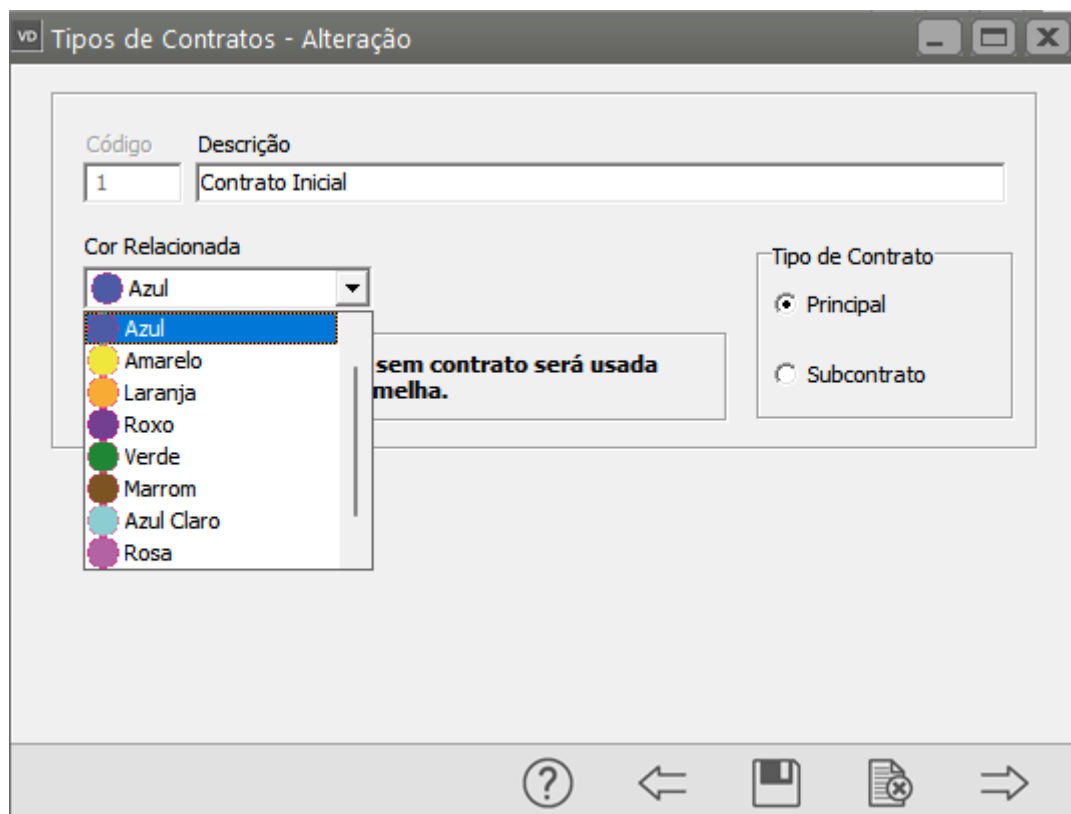 VD Tipos de Contratos - Alteração
Código Descrição
1 Contrato Inicial
Cor Relacionada
Azul
Azul
Amarelo
Laranja
Roxo
Verde
Marrom
Azul Claro
Rosa
sem contrato será usada
melha.
Tipo de Contrato
Principal
Subcontrato
?